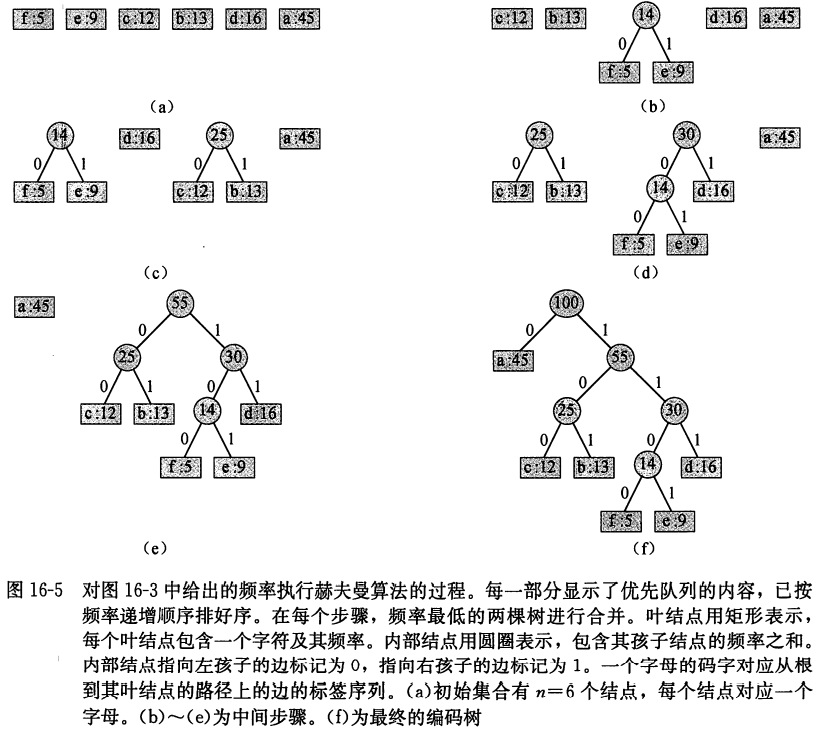 f:5 e:9 c:12 b:13 d:16 a:45
(a)
c:12 b:13 14 d:16 a:45
0 1
f:5 e:9
(b)
14 d:16 25 a:45
0 1 0 1
f:5 e:9 c:12 b:13
(c)
25 30 a:45
0 1 0 1
c:12 b:13 14 d:16
0 1
f:5 e:9
(d)
a:45 55
0 1
25 30
0 1 0 1
c:12 b:13 14 d:16
0 1
f:5 e:9
(e)
100
0 1
a:45 55
0 1
25 30
0 1 0 1
c:12 b:13 14 d:16
0 1
f:5 e:9
(f)
图 16-5 对图 16-3 中给出的频率执行赫夫曼算法的过程。每一部分显示了优先队列的内容，已按
频率递增顺序排好序。在每个步骤，频率最低的两棵树进行合并。叶结点用矩形表示，
每个叶结点包含一个字符及其频率。内部结点用圆圈表示，包含其孩子结点的频率之和。
内部结点指向左孩子的边标记为 0，指向右孩子的边标记为 1。一个字母的码字对应从根
到其叶结点的路径上的边的标签序列。(a)初始集合有 n=6 个结点，每个结点对应一个
字母。(b)～(e)为中间步骤。(f)为最终的编码树